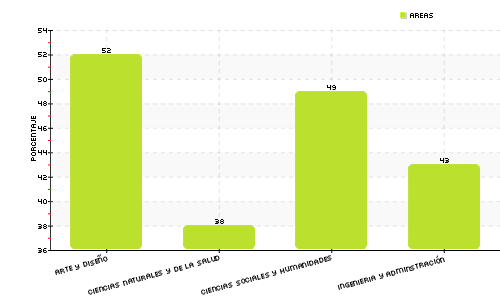 AREAS
54
52
50
48
46
44
42
40
38
36
PORCENTAJE
52
38
49
43
ARTE Y DISEÑO
CIENCIAS NATURALES Y DE LA SALUD
CIENCIAS SOCIALES Y HUMANIDADES
INGENIERIA Y ADMINSTRACIÓN